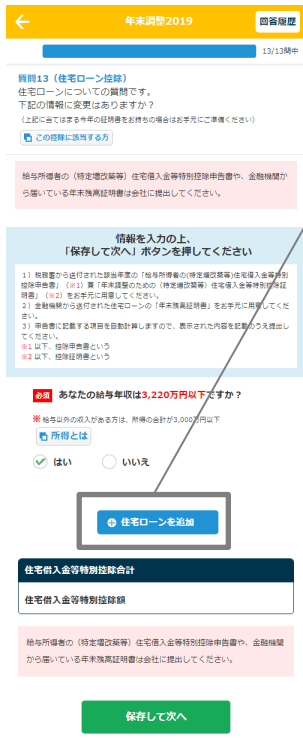 年末調整2019
回答履歴
13/13問中
質問13（住宅ローン控除）
住宅ローンについての質問です。
下記の情報に変更はありますか？
（上記に当てはまる今年の証明書をお持ちの場合はお手元にご準備ください）
この控除に該当する方
給与所得者の（特定増改築等）住宅借入金等特別控除申告書や、金融機関か
ら届いている年末残高証明書は会社に提出してください。
情報を入力の上、
「保存して次へ」ボタンを押してください
１）税務署から送付された該当年度の「給与所得者の(特定増改築等)住宅借入金等特別
控除申告書」（※１）兼「年末調整のための（特定増改築等）住宅借入金等特別控除証
明書」（※２）をお手元に用意してください。
２）金融機関から送付された住宅ローンの「年末残高証明書」をお手元に用意してくだ
さい。
３）申告書に記載する項目を自動計算しますので、表示された内容を記載のうえ提出し
てください。
※１ 以下、控除申告書という
※２ 以下、控除証明書という
必須 あなたの給与年収は3,220万円以下ですか？
※ 給与以外の収入がある方は、所得の合計が3,000万円以下
所得とは
はい いいえ
住宅ローンを追加
住宅借入金等特別控除合計
住宅借入金等特別控除額
給与所得者の（特定増改築等）住宅借入金等特別控除申告書や、金融機関
から届いている年末残高証明書は会社に提出してください。
保存して次へ